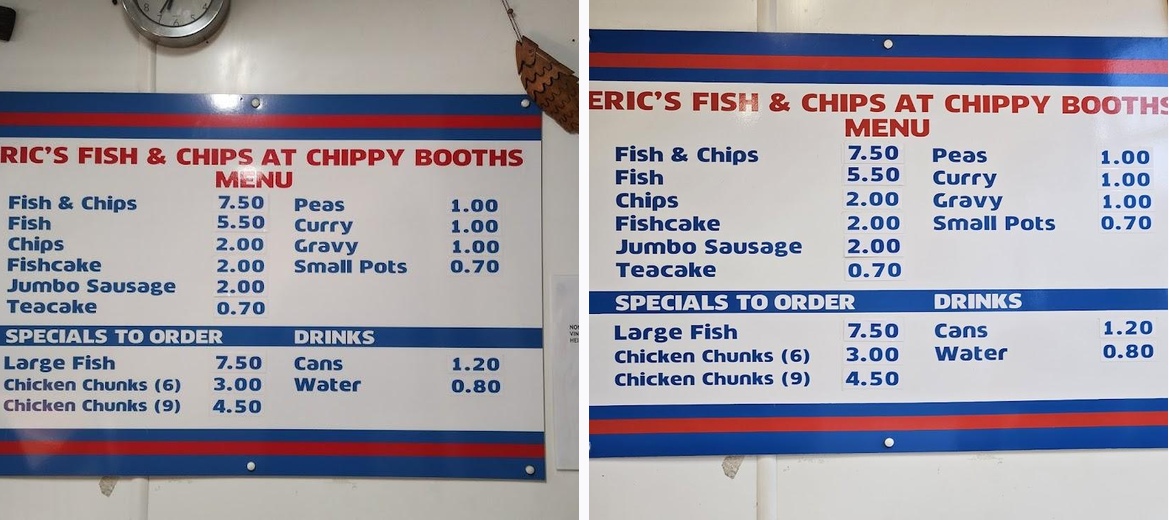 RIC'S FISH & CHIPS AT CHIPPY BOOTHS
MENU
Fish & Chips 7.50 Peas 1.00
Fish 5.50 Curry 1.00
Chips 2.00 Gravy 1.00
Fishcake 2.00 Small Pots 0.70
Jumbo Sausage 2.00
Teacake 0.70
SPECIALS TO ORDER DRINKS
Large Fish 7.50 Cans 1.20
Chicken Chunks (6) 3.00 Water 0.80
Chicken Chunks (9) 4.50
ERIC'S FISH & CHIPS AT CHIPPY BOOTHS
MENU
Fish & Chips 7.50 Peas 1.00
Fish 5.50 Curry 1.00
Chips 2.00 Gravy 1.00
Fishcake 2.00 Small Pots 0.70
Jumbo Sausage 2.00
Teacake 0.70
SPECIALS TO ORDER DRINKS
Large Fish 7.50 Cans 1.20
Chicken Chunks (6) 3.00 Water 0.80
Chicken Chunks (9) 4.50